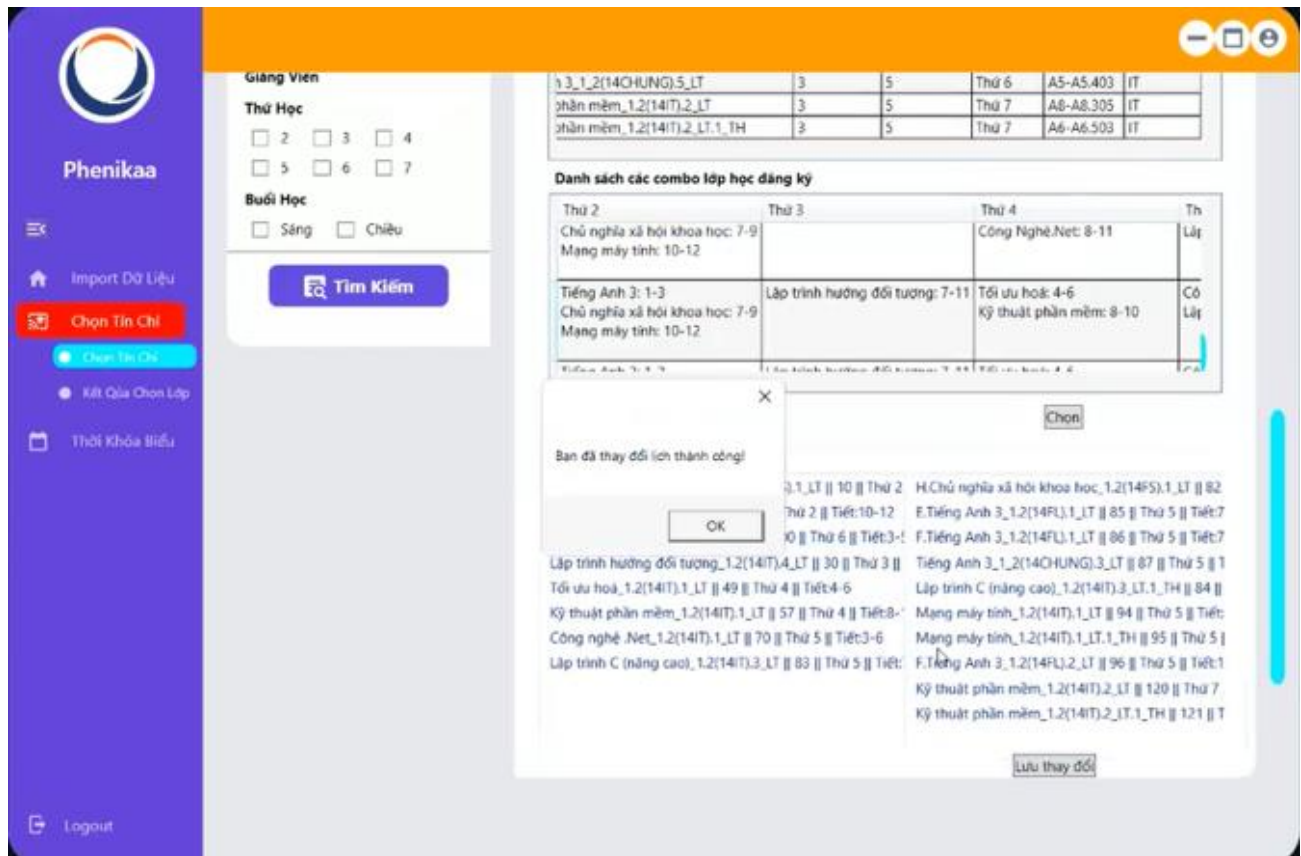 Phenikaa
Import Dữ Liệu
Chọn Tín Chỉ
Chọn Tín Chỉ
Kết Qủa Chọn Lớp
Thời Khóa Biểu
Logout
Giảng Viên
Thứ Học
2 3 4
5 6 7
Buổi Học
Sáng Chiều
Tìm Kiếm
3_1_2(14CHUNG).5_LT 3 5 Thứ 6 A5-A5.403 IT
phần mềm_1.2(14IT).2_LT 3 5 Thứ 7 A8-A8.305 IT
phần mềm_1.2(14IT).2_LT.1_TH 3 5 Thứ 7 A6-A6.503 IT
Danh sách các combo lớp học đăng ký
Thứ 2 Thứ 3 Thứ 4 Th
Chủ nghĩa xã hội khoa học: 7-9 Công Nghệ.Net: 8-11 Lập
Mạng máy tính: 10-12
Tiếng Anh 3: 1-3 Lập trình hướng đối tượng: 7-11 Tối ưu hoá: 4-6 Cô
Chủ nghĩa xã hội khoa học: 7-9 Kỹ thuật phần mềm: 8-10 Lập
Mạng máy tính: 10-12
Chọn
Bạn đã thay đổi lịch thành công!
OK
.1_LT || 10 || Thứ 2
Thứ 2 || Tiết:10-12
|| Thứ 6 || Tiết:3-
Lập trình hướng đối tượng_1.2(14IT).4_LT || 30 || Thứ 3 ||
Tối ưu hoá_1.2(14IT).1_LT || 49 || Thứ 4 || Tiết:4-6
Kỹ thuật phần mềm_1.2(14IT).1_LT || 57 || Thứ 4 || Tiết:8-
Công nghệ .Net_1.2(14IT).1_LT || 70 || Thứ 5 || Tiết:3-6
Lập trình C (nâng cao)_1.2(14IT).3_LT || 83 || Thứ 5 || Tiết:
H.Chủ nghĩa xã hội khoa học_1.2(14FS).1_LT || 82
E.Tiếng Anh 3_1.2(14FL).1_LT || 85 || Thứ 5 || Tiết:7
F.Tiếng Anh 3_1.2(14FL).1_LT || 86 || Thứ 5 || Tiết:7
Tiếng Anh 3_1_2(14CHUNG).3_LT || 87 || Thứ 5 || T
Lập trình C (nâng cao)_1.2(14IT).3_LT.1_TH || 84 ||
Mạng máy tính_1.2(14IT).1_LT || 94 || Thứ 5 || Tiết:
Mạng máy tính_1.2(14IT).1_LT.1_TH || 95 || Thứ 5 |
F.Tiếng Anh 3_1.2(14FL).2_LT || 96 || Thứ 5 || Tiết:1
Kỹ thuật phần mềm_1.2(14IT).2_LT || 120 || Thứ 7
Kỹ thuật phần mềm_1.2(14IT).2_LT.1_TH || 121 || T
Lưu thay đổi